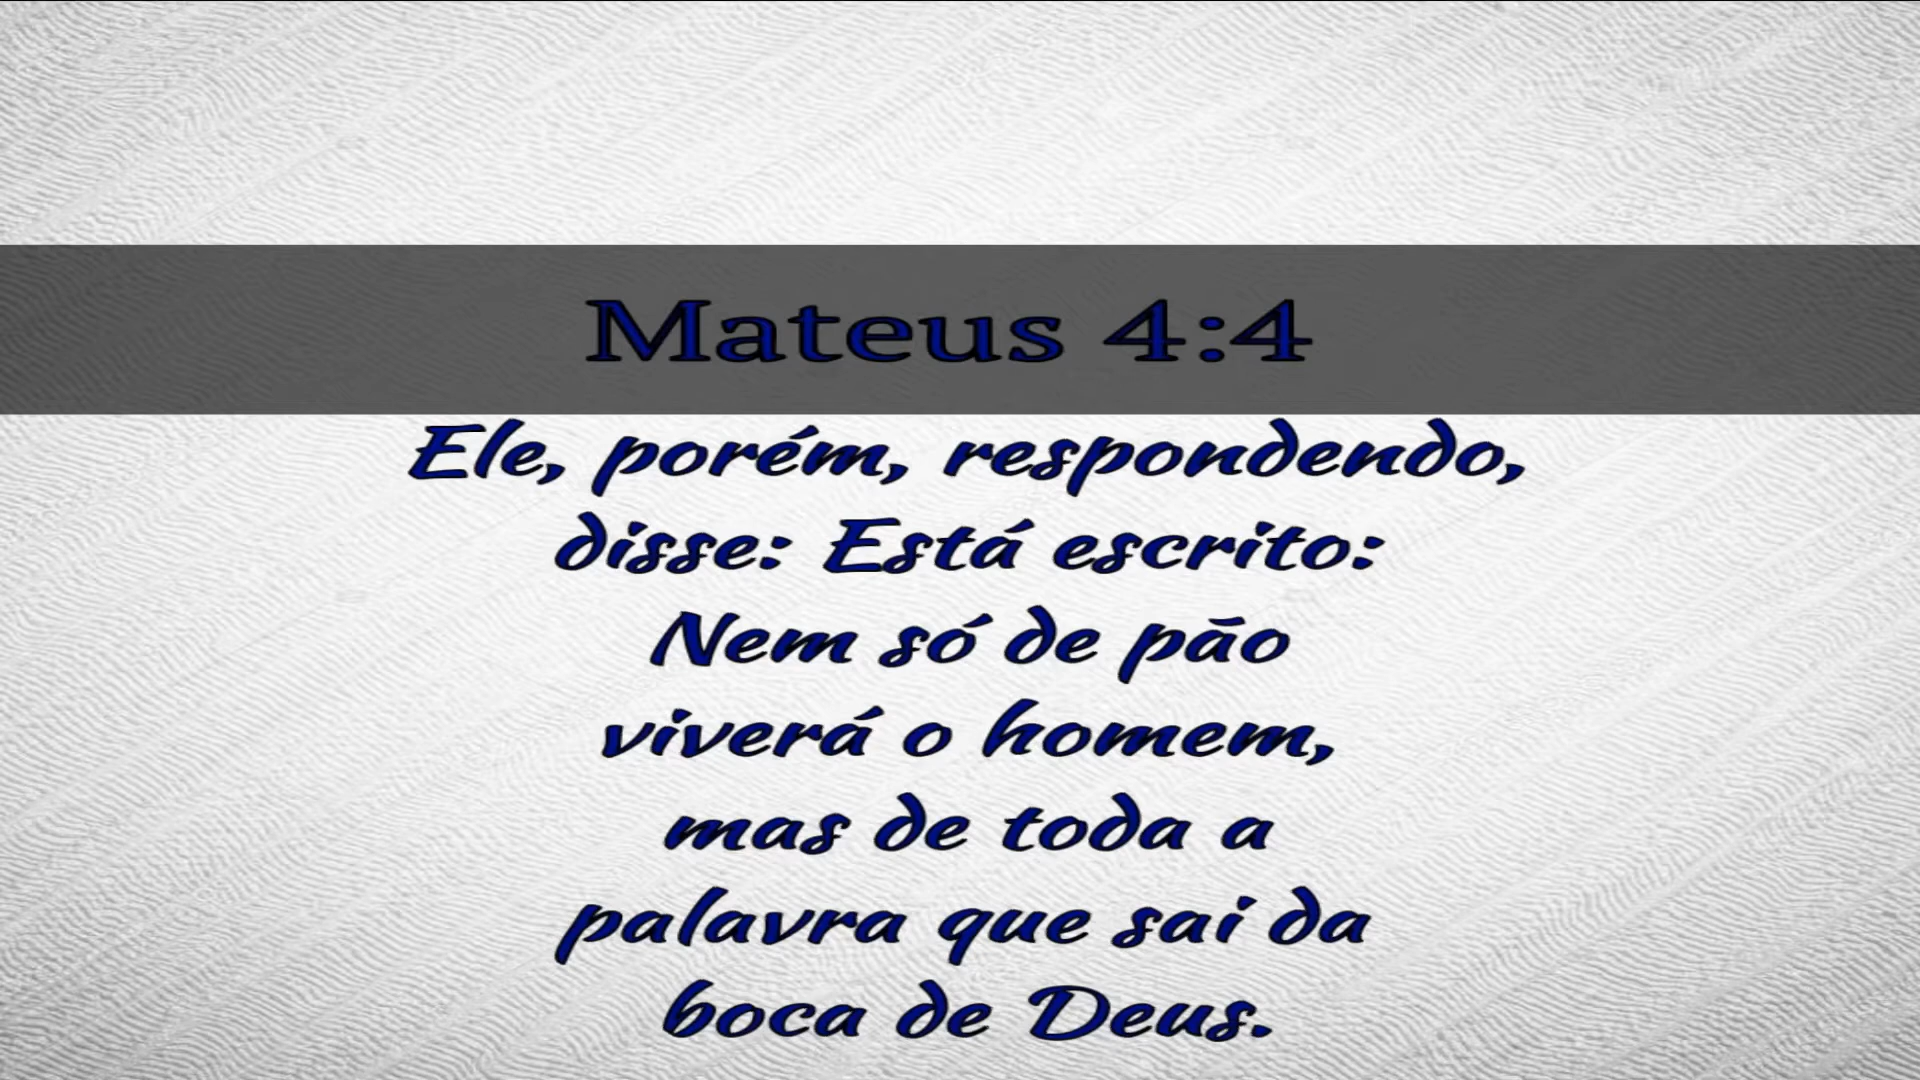 Mateus 4:4
Ele, porém, respondendo,
disse: Está escrito:
Nem só de pão
viverá o homem,
mas de toda a
palavra que sai da
boca de Deus.